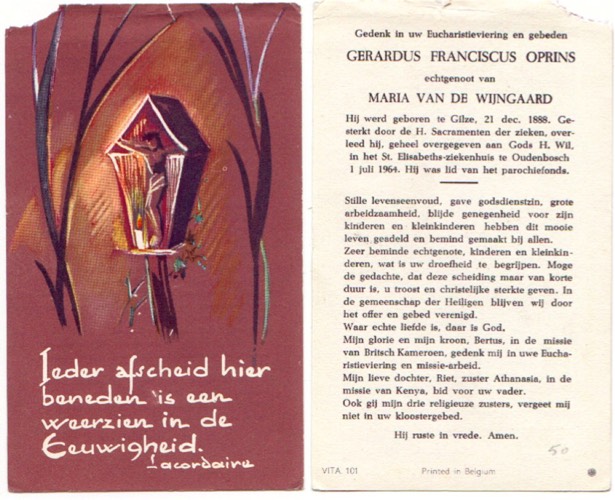 Ieder afscheid hier
beneden is een
weerzien in de
Eeuwigheid.
Lacordaire
Gedenk in uw Eucharistieviering en gebeden
GERARDUS FRANCISCUS OPRINS
echtgenoot van
MARIA VAN DE WIJNGAARD
Hij werd geboren te Gilze, 21 dec. 1888. Ge-
sterkt door de H. Sacramenten der zieken, over-
leed hij, geheel overgegeven aan Gods H. Wil,
in het St. Elisabeths-ziekenhuis te Oudenbosch
1 juli 1964. Hij was lid van het parochiefonds.
Stille levenseenvoud, gave godsdienstzin, grote
arbeidzaamheid, blijde genegenheid voor zijn
kinderen en kleinkinderen hebben dit mooie
leven geadeld en bemind gemaakt bij allen.
Zeer beminde echtgenote, kinderen en kleinkin-
deren, wat is uw droefheid te begrijpen. Moge
de gedachte, dat deze scheiding maar van korte
duur is, u troost en christelijke sterkte geven. In
de gemeenschap der Heiligen blijven wij door
het offer en gebed verenigd.
Waar echte liefde is, daar is God.
Mijn glorie en mijn kroon, Bertus, in de missie
van Britsch Kameroen, gedenk mij in uwe Eucha-
ristieviering en missie-arbeid.
Mijn lieve dochter, Riet, zuster Athanasia, in de
missie van Kenya, bid voor uw vader.
Ook gij mijn drie religieuze zusters, vergeet mij
niet in uw kloostergebed.
Hij ruste in vrede. Amen.
50
VITA 101 Printed in Belgium